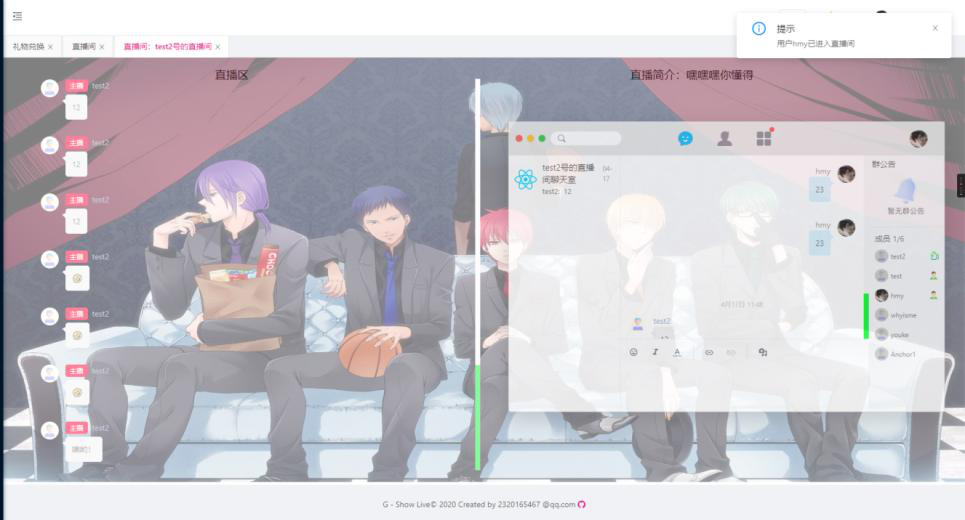 提示
用户hmy已进入直播间
礼物兑换
直播间
直播间：test2号的直播间
直播区
直播简介：嘿嘿嘿你懂得
主播 test2
12
主播 test2
12
主播 test2
12
主播 test2
主播 test2
主播 test2
主播 test2
嘿哟！
test2号的直播间聊天室
04-17
test2: 12
hmy
23
hmy
23
4月17日 11:48
test2
群公告
暂无群公告
成员 1/6
test2
test
hmy
whyisme
youke
Anchor1
CHOC
G - Show Live© 2020 Created by 2320165467 @qq.com